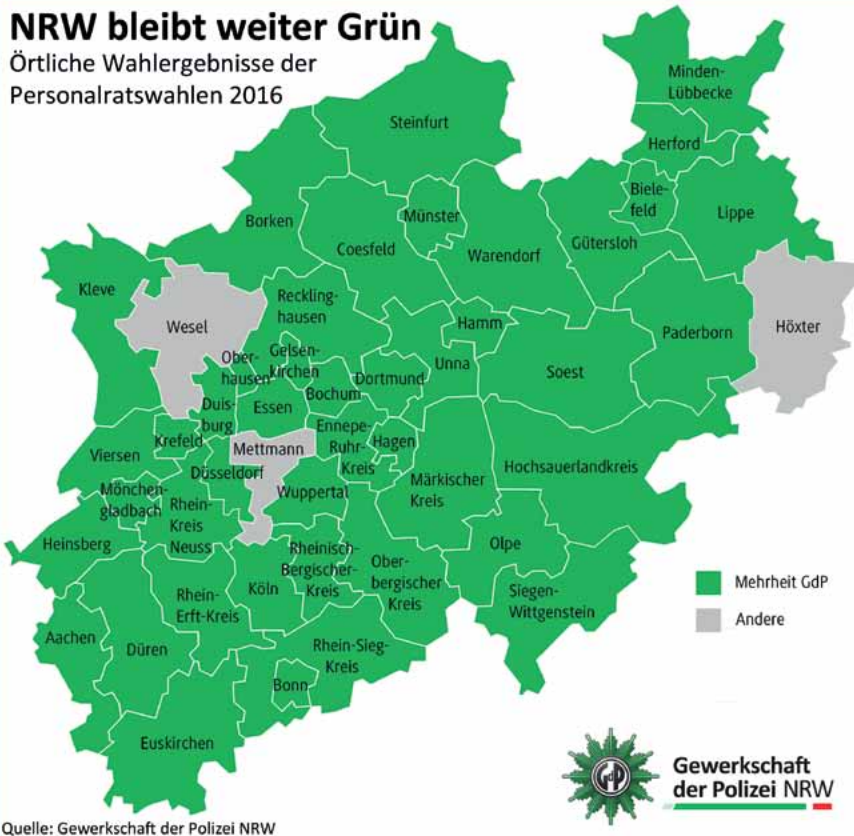 NRW bleibt weiter Grün
Örtliche Wahlergebnisse der
Personalratswahlen 2016
Minden-
Lübbecke
Steinfurt
Herford
Biele-
feld
Lippe
Münster
Borken
Coesfeld
Warendorf
Gütersloh
Kleve
Reckling-
hausen
Wesel
Hamm
Paderborn
Höxter
Ober-
hausen
Gelsen-
kirchen
Unna
Soest
Dortmund
Bochum
Duis-
burg
Essen
Ennepe-
Ruhr-
Kreis
Hagen
Krefeld
Mettmann
Viersen
Düsseldorf
Hochsauerlandkreis
Märkischer
Kreis
Wuppertal
Mönchen-
gladbach
Rhein-
Kreis
Neuss
Heinsberg
Rheinisch-
Bergischer-
Kreis
Ober-
bergischer
Kreis
Olpe
Köln
Rhein-
Erft-Kreis
Siegen-
Wittgenstein
Mehrheit GdP
Andere
Aachen
Düren
Rhein-Sieg-
Kreis
Bonn
Euskirchen
GdP
Gewerkschaft
der Polizei NRW
Quelle: Gewerkschaft der Polizei NRW